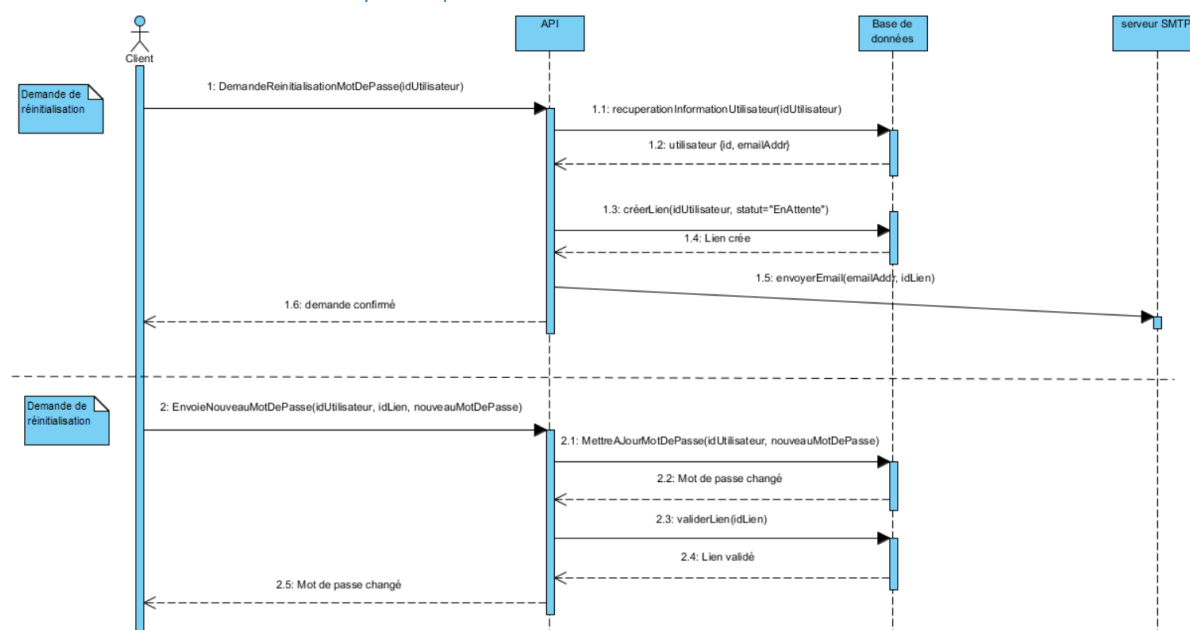 API
Base de
données
serveur SMTP
Client
Demande de
réinitialisation
1: DemandeReinitialisationMotDePasse(idUtilisateur)
1.1: recuperationInformationUtilisateur(idUtilisateur)
1.2: utilisateur {id, emailAddr}
1.3: créerLien(idUtilisateur, statut="EnAttente")
1.4: Lien crée
1.5: envoyerEmail(emailAddr, idLien)
1.6: demande confirmé
Demande de
réinitialisation
2: EnvoieNouveauMotDePasse(idUtilisateur, idLien, nouveauMotDePasse)
2.1: MettreAJourMotDePasse(idUtilisateur, nouveauMotDePasse)
2.2: Mot de passe changé
2.3: validerLien(idLien)
2.4: Lien validé
2.5: Mot de passe changé